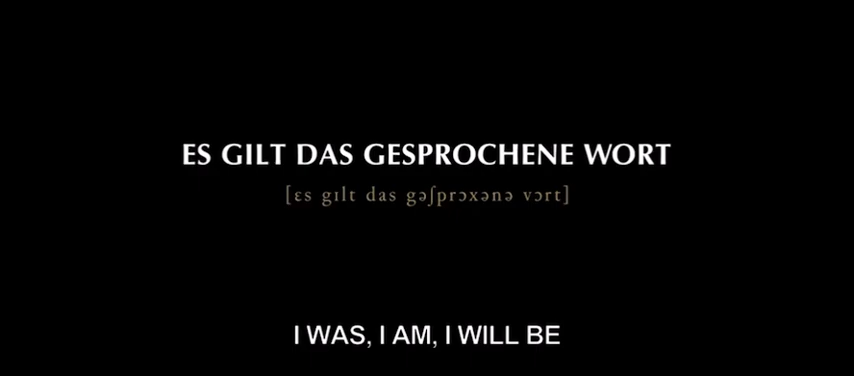 ES GILT DAS GESPROCHENE WORT
[ɛs gɪlt das gəʃprɔxənə vɔrt]
I WAS, I AM, I WILL BE